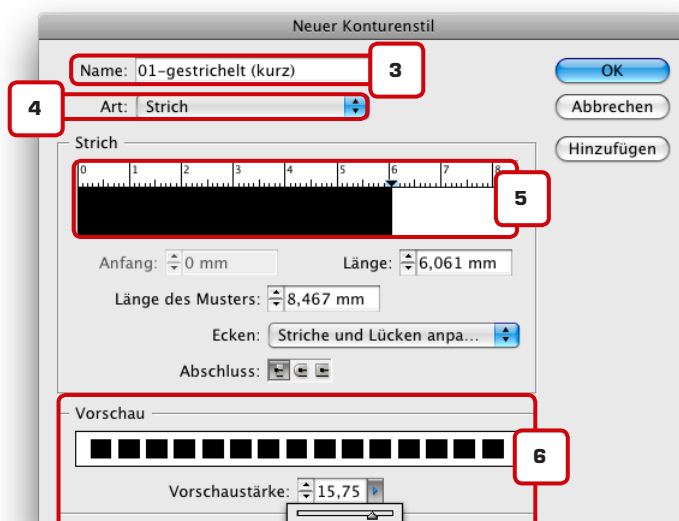 Neuer Konturenstil
Name: 01-gestrichelt (kurz)
3
OK
4
Art: Strich
Abbrechen
Hinzufügen
Strich
0 1 2 3 4 5 6 7 8
5
Anfang: 0 mm Länge: 6,061 mm
Länge des Musters: 8,467 mm
Ecken: Striche und Lücken anpa...
Abschluss:
Vorschau
6
Vorschaustärke: 15,75